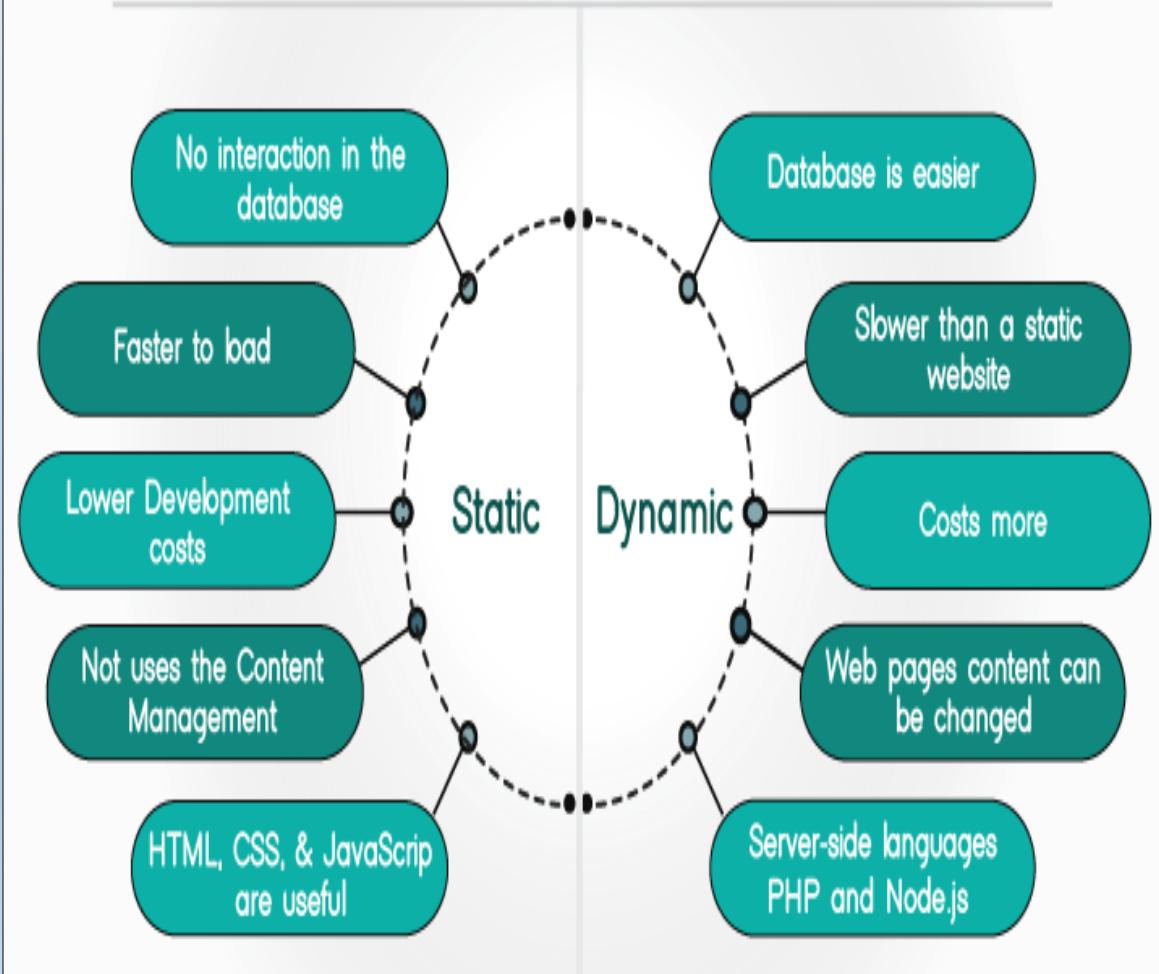 No interaction in the
database
Faster to load
Lower Development
costs
Not uses the Content
Management
HTML, CSS, & JavaScrip
are useful
Static
Dynamic
Database is easier
Slower than a static
website
Costs more
Web pages content can
be changed
Server-side languages
PHP and Node.js